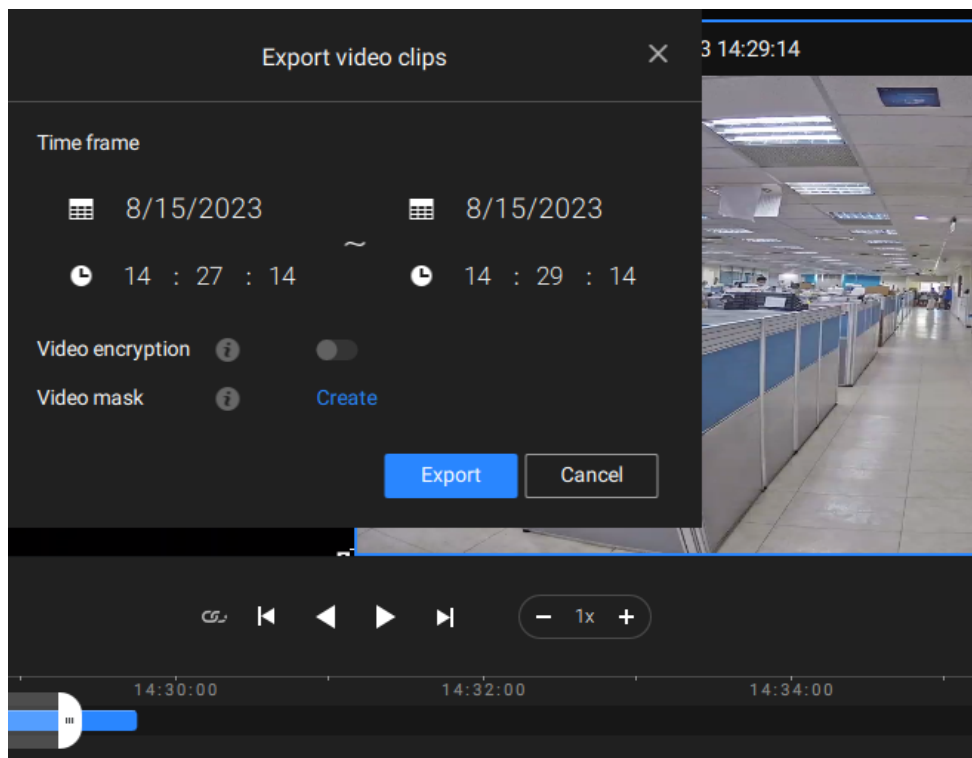 Export video clips
3 14:29:14
Time frame
8/15/2023
8/15/2023
~
14 : 27 : 14
14 : 29 : 14
Video encryption
Video mask
Create
Export
Cancel
1x
14:30:00
14:32:00
14:34:00